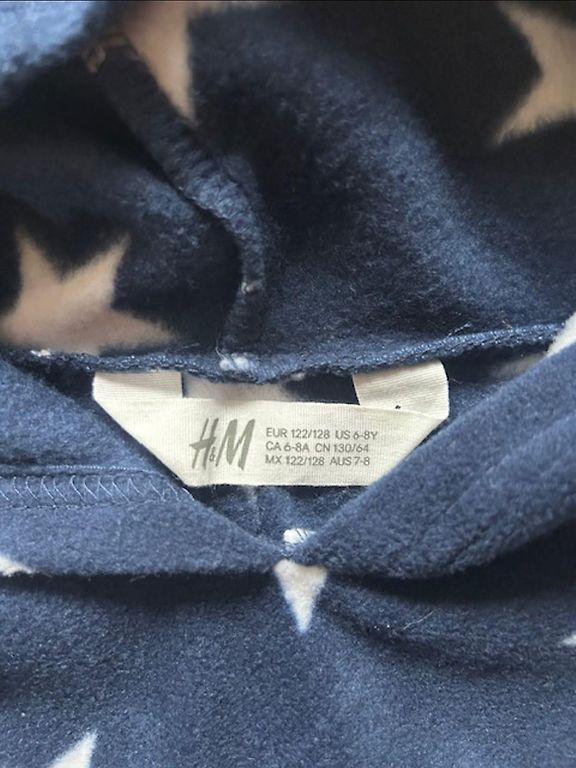 H&M
EUR 122/128 US 6-8Y
CA 6-8A CN 130/64
MX 122/128 AUS 7-8